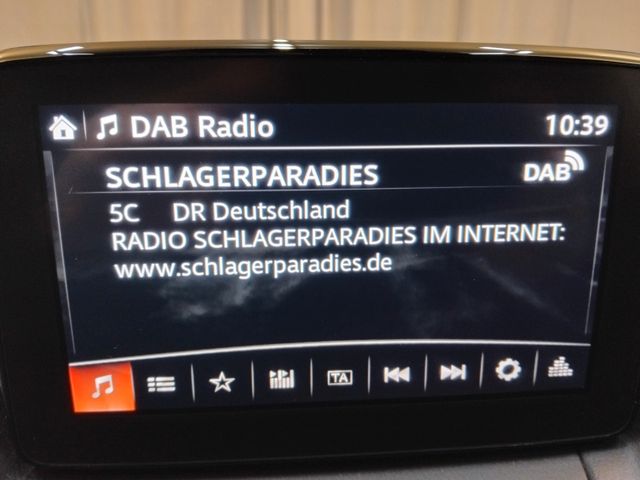 DAB Radio 10:39
SCHLAGERPARADIES DAB
5C DR Deutschland
RADIO SCHLAGERPARADIES IM INTERNET:
www.schlagerparadies.de
TA